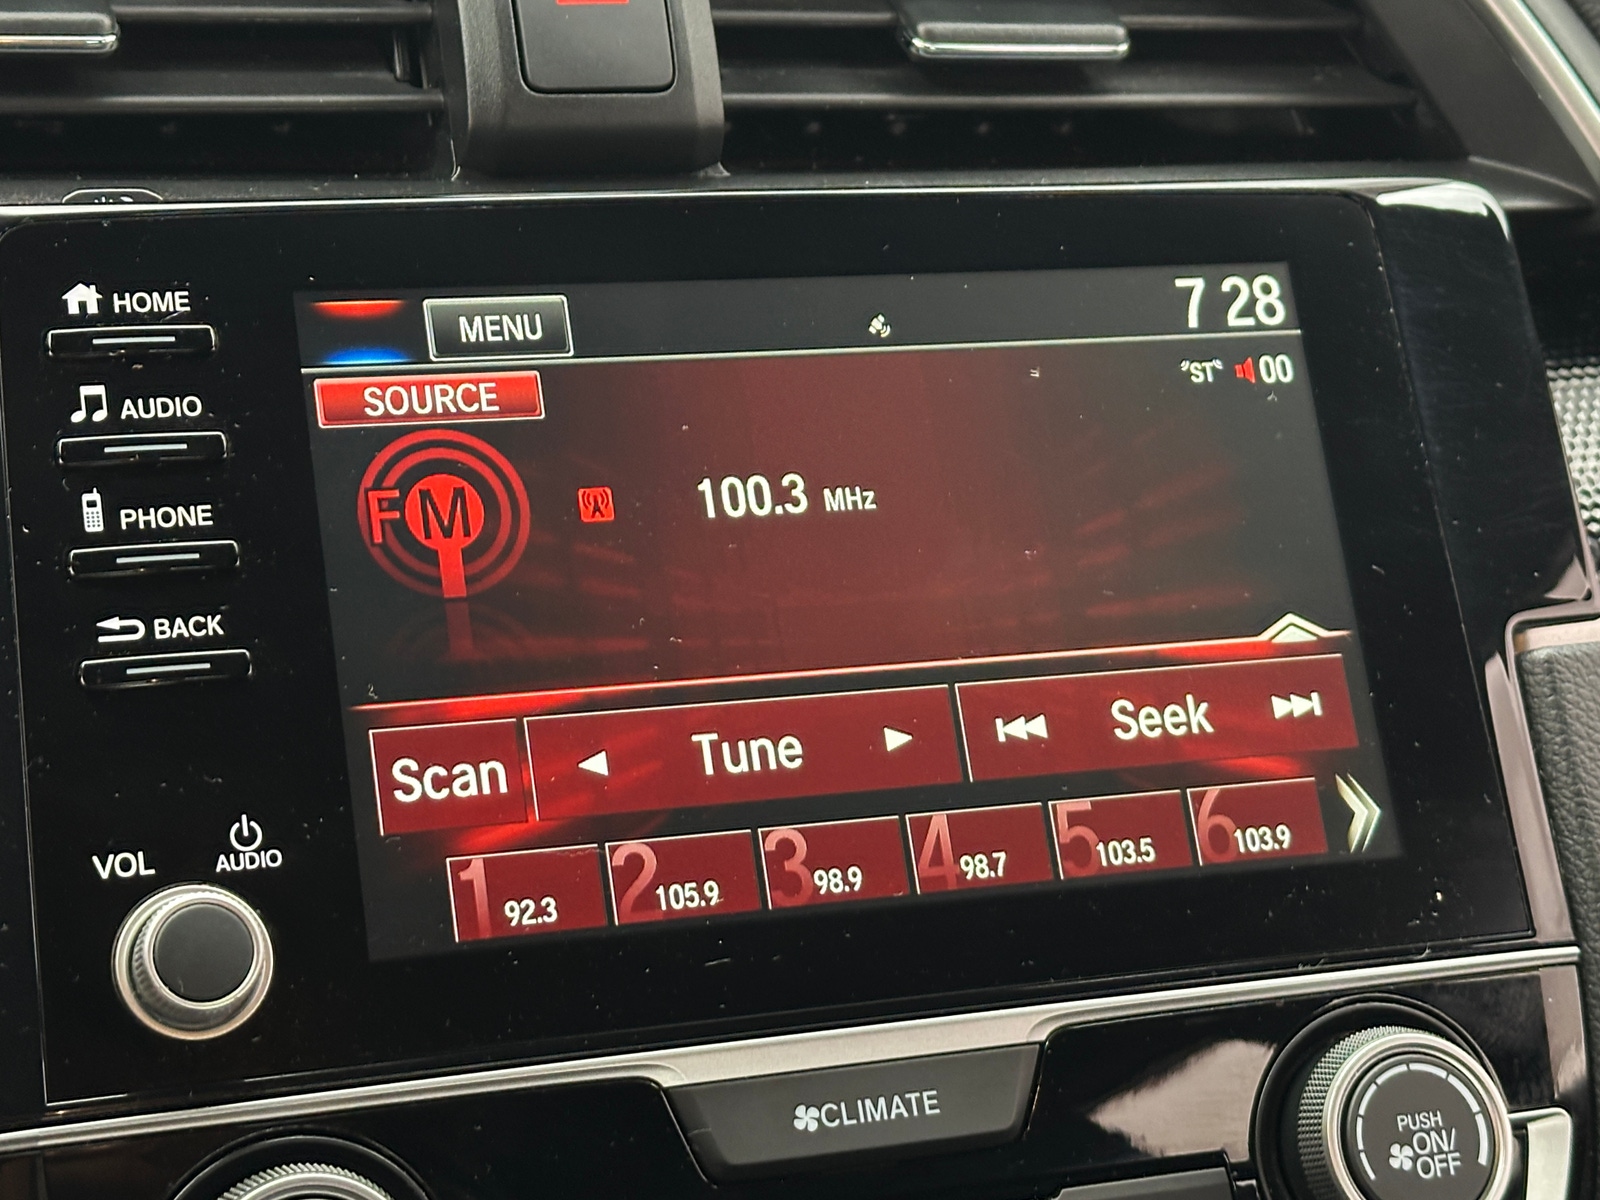 HOME
AUDIO
PHONE
BACK
VOL
AUDIO
MENU
7 28
SOURCE
"ST" 00
FM
100.3 MHz
Scan
Tune
Seek
1 92.3
2 105.9
3 98.9
4 98.7
5 103.5
6 103.9
CLIMATE
PUSH
ON/
OFF